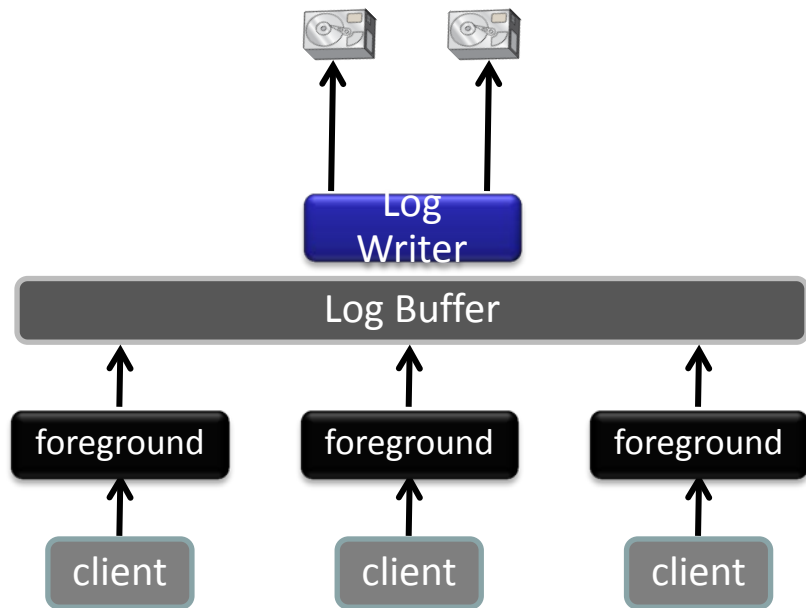 Log
Writer
Log Buffer
foreground foreground foreground
client client client